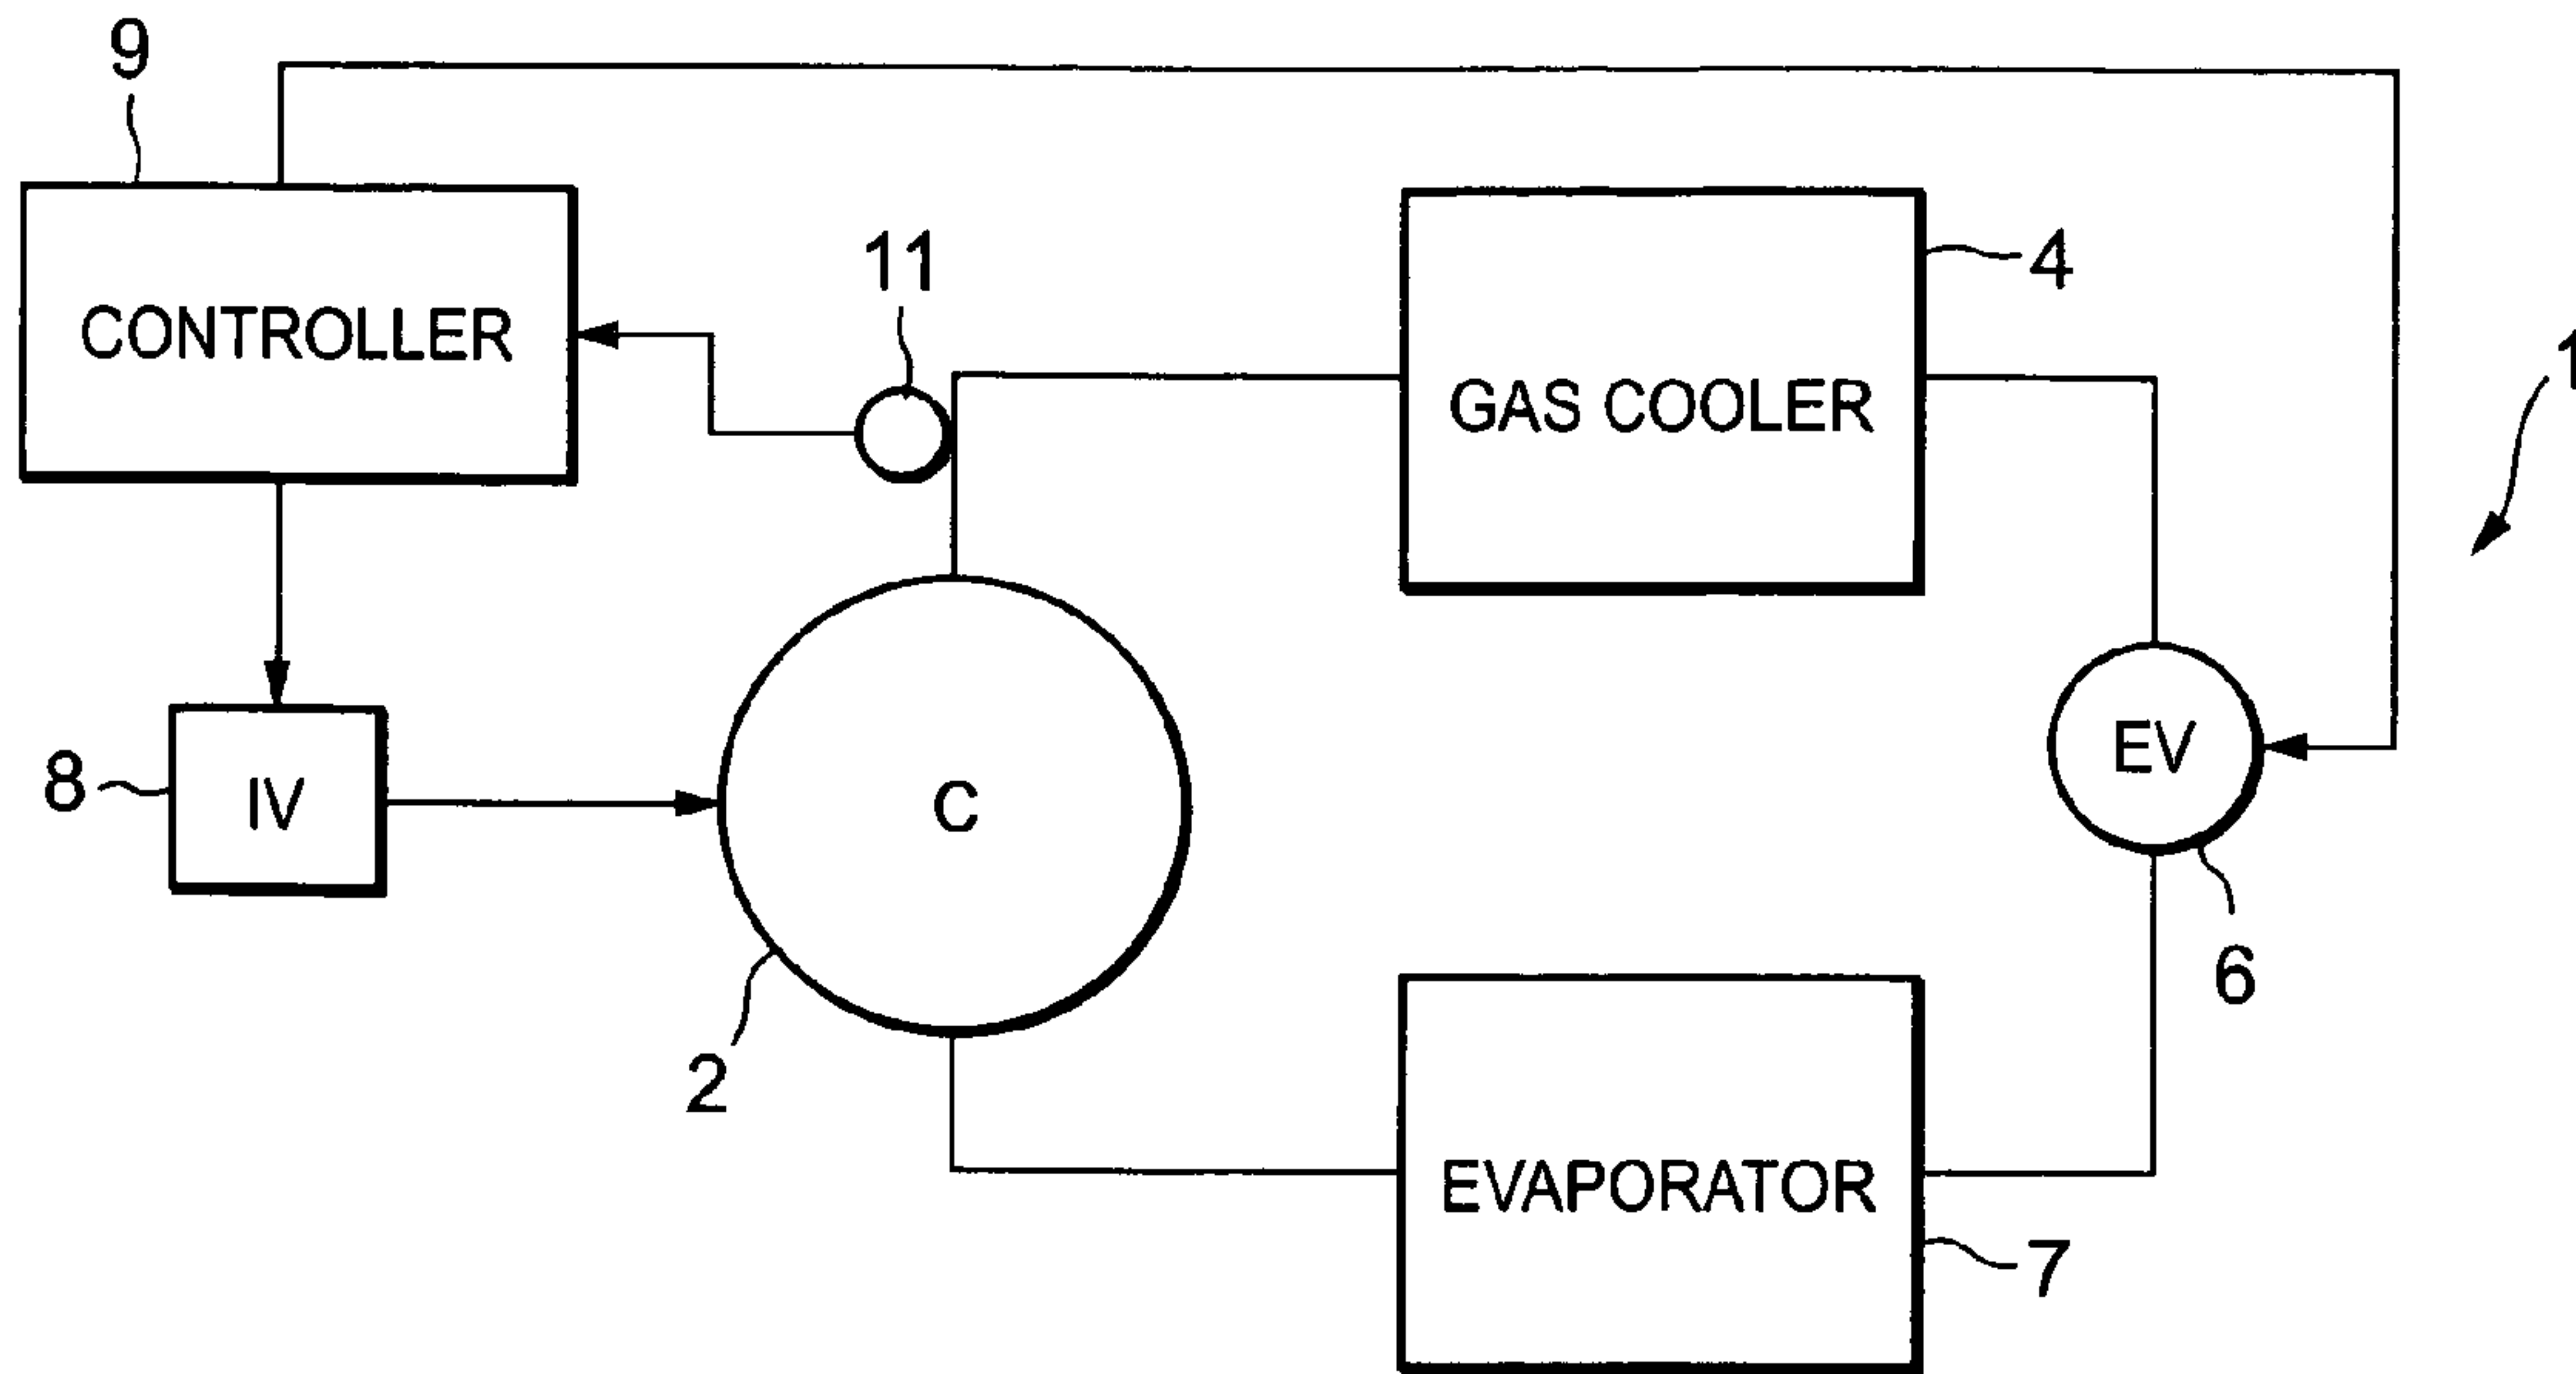 9
11
4
CONTROLLER
1
GAS COOLER
EV
8
IV
C
6
2
EVAPORATOR
7